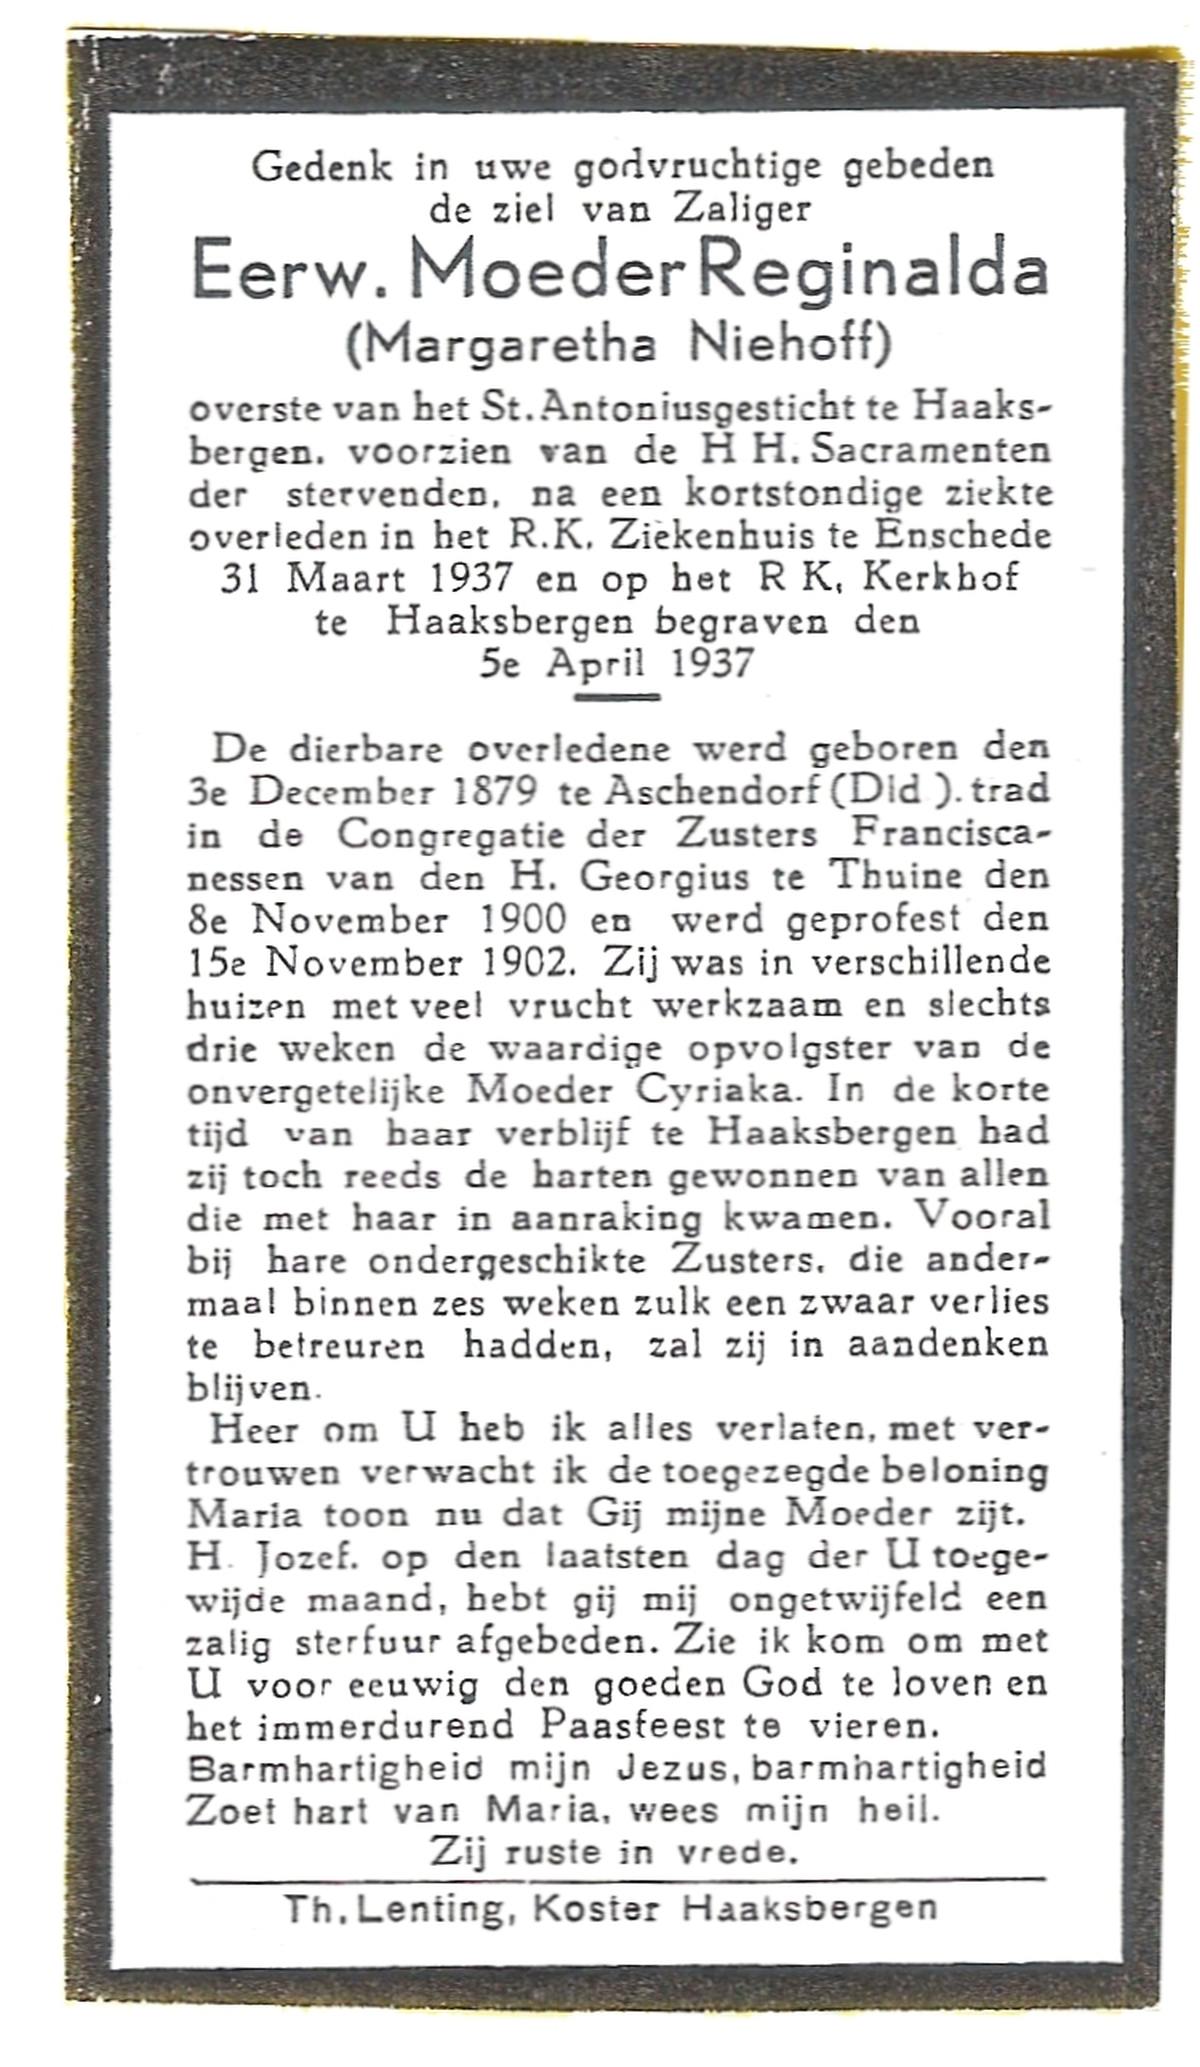 Gedenk in uwe godvruchtige gebeden
de ziel van Zaliger
Eerw. Moeder Reginalda
(Margaretha Niehoff)
overste van het St. Antoniusgesticht te Haaks-
bergen, voorzien van de H H. Sacramenten
der stervenden, na een kortstondige ziekte
overleden in het R.K. Ziekenhuis te Enschede
31 Maart 1937 en op het R K. Kerkhof
te Haaksbergen begraven den
5e April 1937
De dierbare overledene werd geboren den
3e December 1879 te Aschendorf (Dld ). trad
in de Congregatie der Zusters Francisca-
nessen van den H. Georgius te Thuine den
8e November 1900 en werd geprofest den
15e November 1902. Zij was in verschillende
huizen met veel vrucht werkzaam en slechts
drie weken de waardige opvolgster van de
onvergetelijke Moeder Cyriaka. In de korte
tijd van haar verblijf te Haaksbergen had
zij toch reeds de harten gewonnen van allen
die met haar in aanraking kwamen. Vooral
bij hare ondergeschikte Zusters, die ander-
maal binnen zes weken zulk een zwaar verlies
te betreuren hadden, zal zij in aandenken
blijven.
Heer om U heb ik alles verlaten, met ver-
trouwen verwacht ik de toegezegde beloning
Maria toon nu dat Gij mijne Moeder zijt.
H. Jozef. op den laatsten dag der U toege-
wijde maand, hebt gij mij ongetwijfeld een
zalig sterfuur afgebeden. Zie ik kom om met
U voor eeuwig den goeden God te loven en
het immerdurend Paasfeest te vieren.
Barmhartigheid mijn Jezus, barmhartigheid
Zoet hart van Maria, wees mijn heil.
Zij ruste in vrede.
Th. Lenting, Koster Haaksbergen